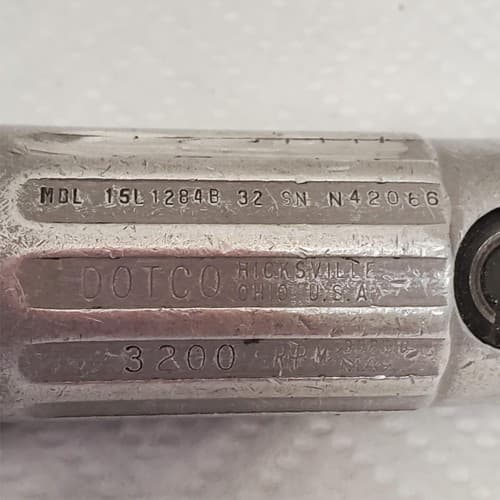 MDL 15L1284B 32 SN N42066
DOTCO HICKSVILLE
OHIO U.S.A
3200 RPM